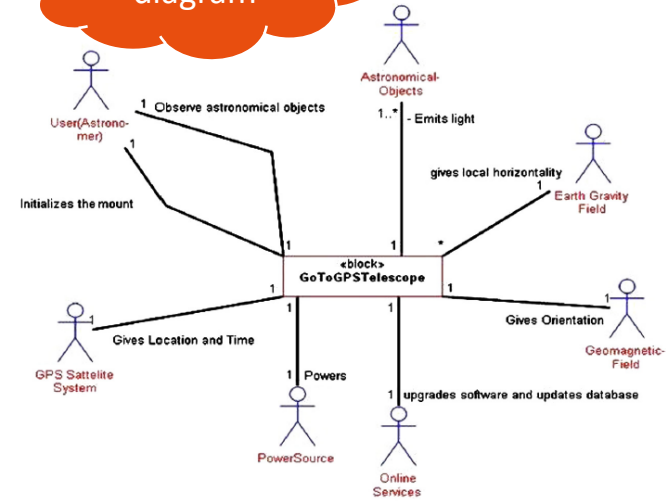 diagram
Astronomical-
Objects
1..*
- Emits light
User(Astrono-
mer)
1 Observe astronomical objects
1
Initializes the mount
gives local horizontality
1
Earth Gravity
Field
1
1
*
«block»
GoToGPSTelescope
1
1
1
1
GPS Sattelite
System
1
Gives Location and Time
Gives Orientation
1
Geomagnetic-
Field
1 Powers
PowerSource
1 upgrades software and updates database
Online
Services